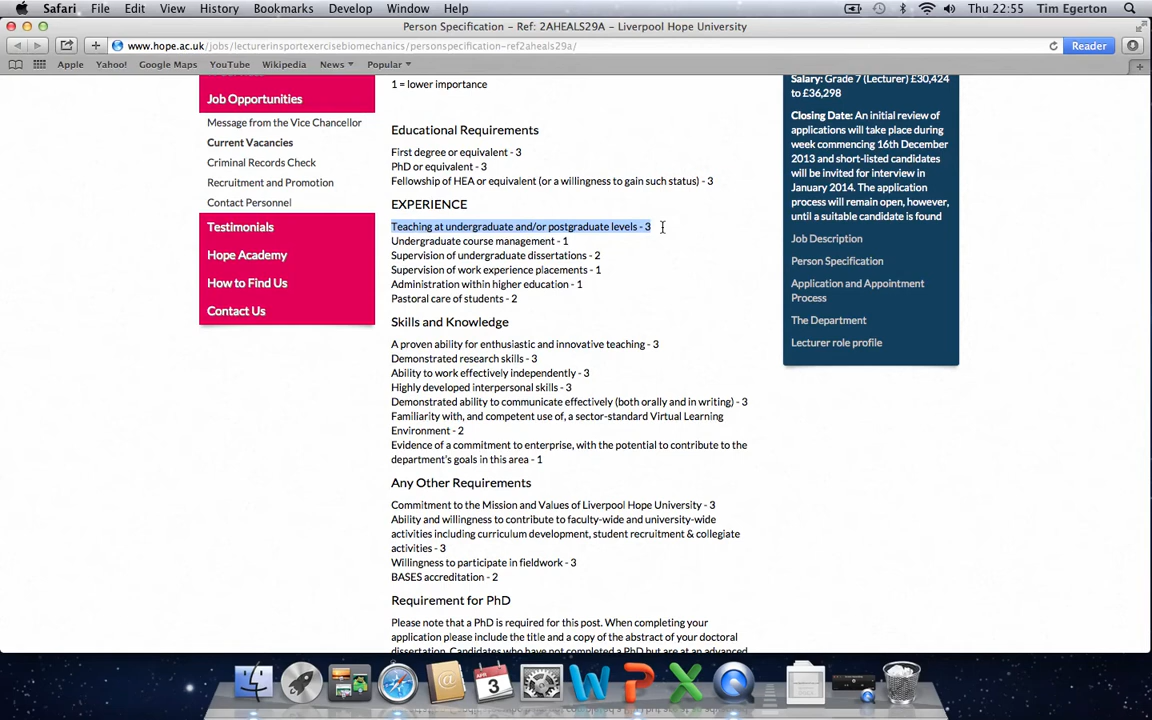 Safari File Edit View History Bookmarks Develop Window Help Thu 22:55 Tim Egerton
Person Specification – Ref: 2AHEALS29A – Liverpool Hope University
www.hope.ac.uk/jobs/lecturerinsportexercisebiomechanics/personspecification-ref2aheals29a/ Reader
Apple Yahoo! Google Maps YouTube Wikipedia News Popular
Job Opportunities
Message from the Vice Chancellor
Current Vacancies
Criminal Records Check
Recruitment and Promotion
Contact Personnel
Testimonials
Hope Academy
How to Find Us
Contact Us
1 = lower importance
Educational Requirements
First degree or equivalent - 3
PhD or equivalent - 3
Fellowship of HEA or equivalent (or a willingness to gain such status) - 3
EXPERIENCE
Teaching at undergraduate and/or postgraduate levels - 3
Undergraduate course management - 1
Supervision of undergraduate dissertations - 2
Supervision of work experience placements - 1
Administration within higher education - 1
Pastoral care of students - 2
Skills and Knowledge
A proven ability for enthusiastic and innovative teaching - 3
Demonstrated research skills - 3
Ability to work effectively independently - 3
Highly developed interpersonal skills - 3
Demonstrated ability to communicate effectively (both orally and in writing) - 3
Familiarity with, and competent use of, a sector-standard Virtual Learning
Environment - 2
Evidence of a commitment to enterprise, with the potential to contribute to the
department's goals in this area - 1
Any Other Requirements
Commitment to the Mission and Values of Liverpool Hope University - 3
Ability and willingness to contribute to faculty-wide and university-wide
activities including curriculum development, student recruitment & collegiate
activities - 3
Willingness to participate in fieldwork - 3
BASES accreditation - 2
Requirement for PhD
Please note that a PhD is required for this post. When completing your
application please include the title and a copy of the abstract of your doctoral
dissertation. Candidates who have not completed a PhD but are at an advanced
Salary: Grade 7 (Lecturer) £30,424
to £36,298
Closing Date: An initial review of
applications will take place during
week commencing 16th December
2013 and short-listed candidates
will be invited for interview in
January 2014. The application
process will remain open, however,
until a suitable candidate is found
Job Description
Person Specification
Application and Appointment
Process
The Department
Lecturer role profile
APR
3